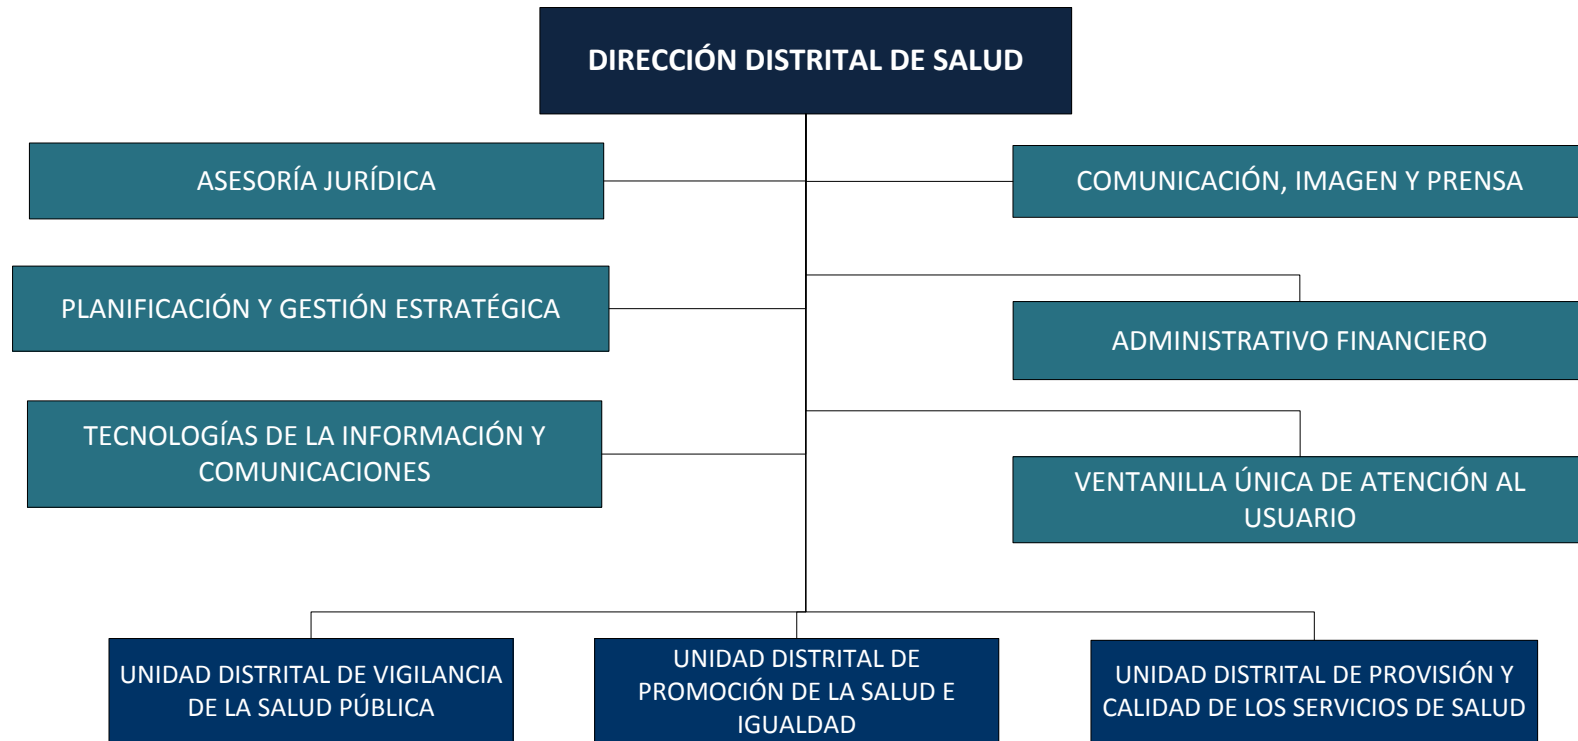 DIRECCIÓN DISTRITAL DE SALUD
ASESORÍA JURÍDICA
COMUNICACIÓN, IMAGEN Y PRENSA
PLANIFICACIÓN Y GESTIÓN ESTRATÉGICA
ADMINISTRATIVO FINANCIERO
TECNOLOGÍAS DE LA INFORMACIÓN Y
COMUNICACIONES
VENTANILLA ÚNICA DE ATENCIÓN AL
USUARIO
UNIDAD DISTRITAL DE VIGILANCIA
DE LA SALUD PÚBLICA
UNIDAD DISTRITAL DE
PROMOCIÓN DE LA SALUD E
IGUALDAD
UNIDAD DISTRITAL DE PROVISIÓN Y
CALIDAD DE LOS SERVICIOS DE SALUD